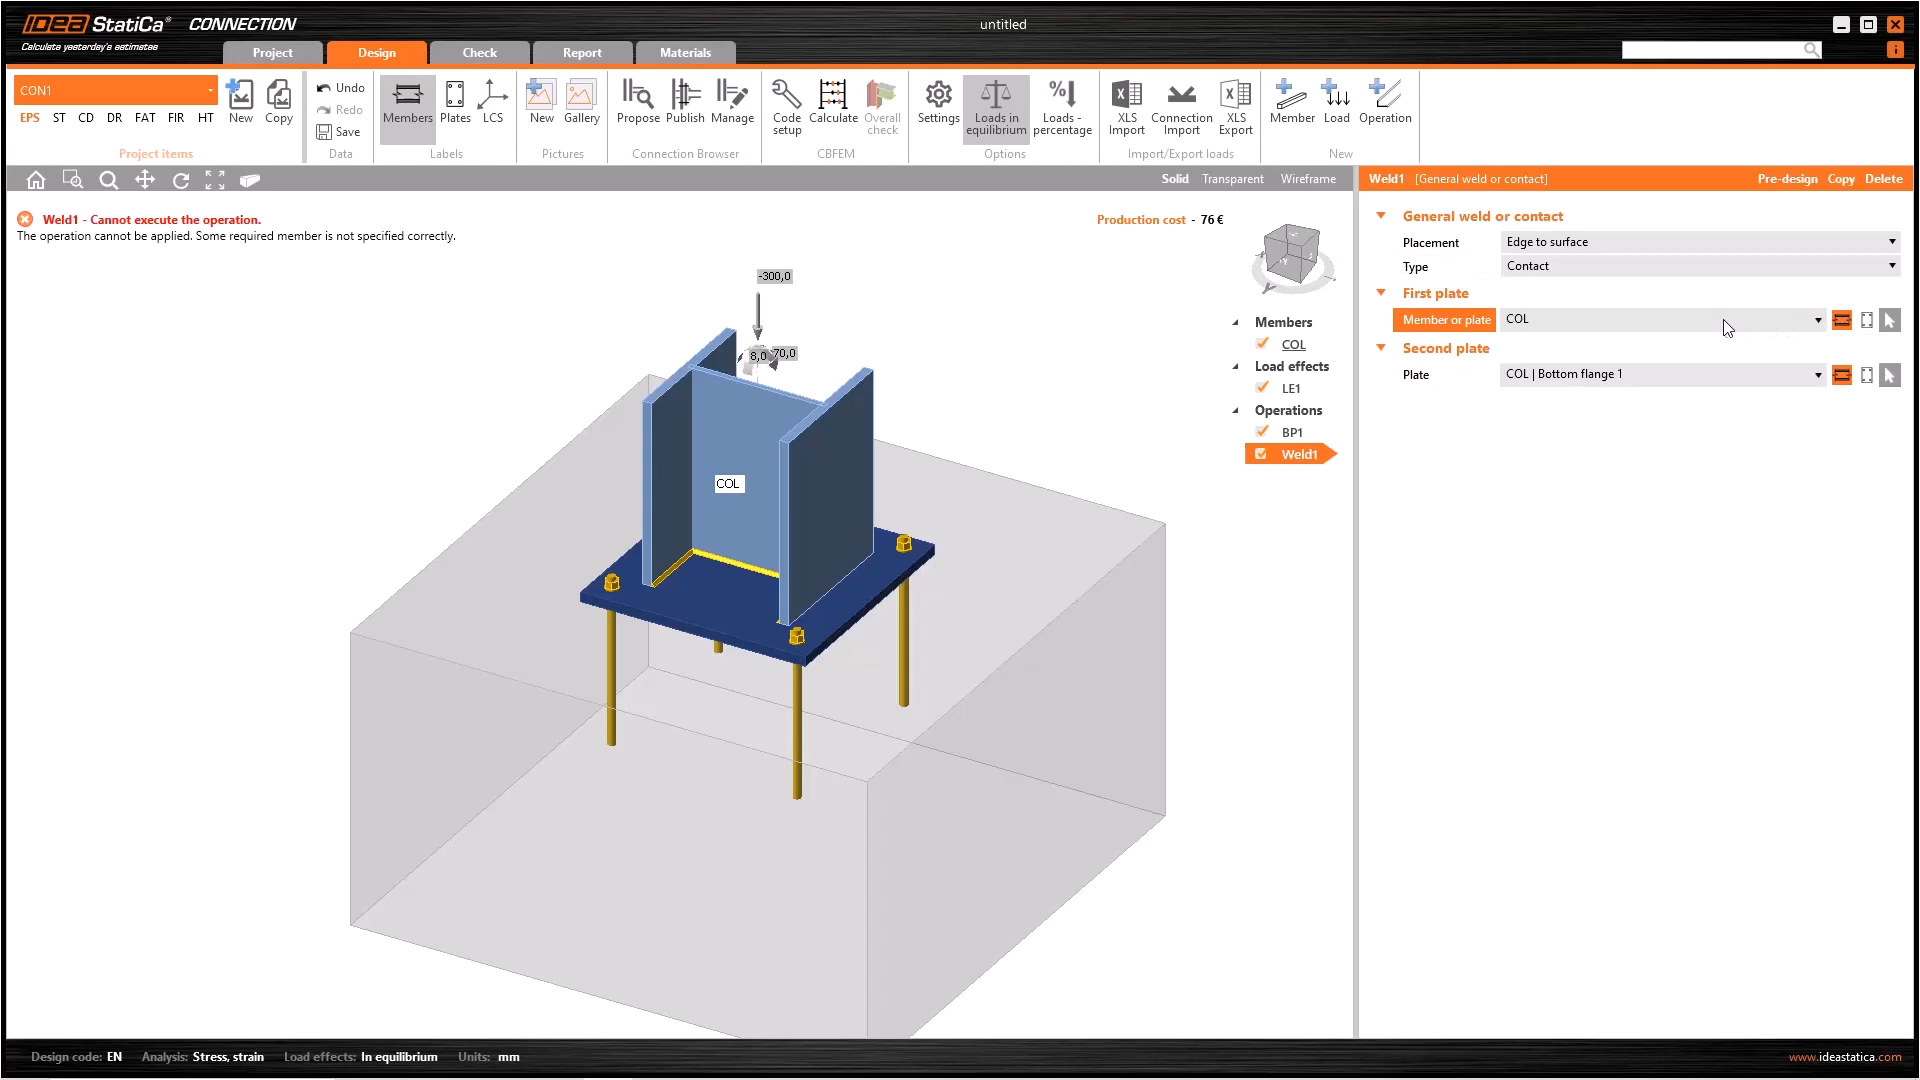 IDEA StatiCa® CONNECTION
Calculate yesterday's estimates
untitled
Project
Design
Check
Report
Materials
CON1
EPS ST CD DR FAT FIR HT
New
Copy
Project items
Undo
Redo
Save
Data
Members
Plates
LCS
Labels
New
Gallery
Pictures
Propose
Publish
Manage
Connection Browser
Code setup
Calculate
Overall check
CBFEM
Settings
Loads in equilibrium
Loads - percentage
Options
XLS Import
Connection Import
XLS Export
Import/Export loads
Member
Load
Operation
New
Solid Transparent Wireframe
Weld1 - Cannot execute the operation.
The operation cannot be applied. Some required member is not specified correctly.
Production cost - 76 €
-300,0
8,0
70,0
COL
Members
COL
Load effects
LE1
Operations
BP1
Weld1
Weld1 [General weld or contact]
Pre-design Copy Delete
General weld or contact
Placement Edge to surface
Type Contact
First plate
Member or plate COL
Second plate
Plate COL | Bottom flange 1
Design code: EN Analysis: Stress, strain Load effects: In equilibrium Units: mm
www.ideastatica.com